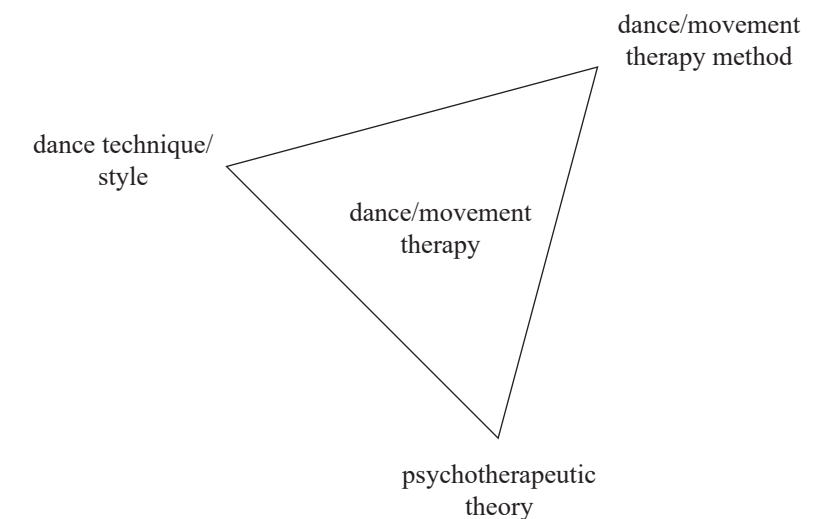 dance/movement
therapy method
dance technique/
style
dance/movement
therapy
psychotherapeutic
theory